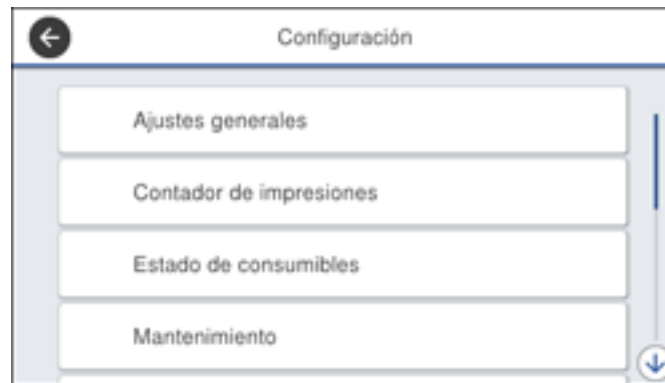 Configuración
Ajustes generales
Contador de impresiones
Estado de consumibles
Mantenimiento